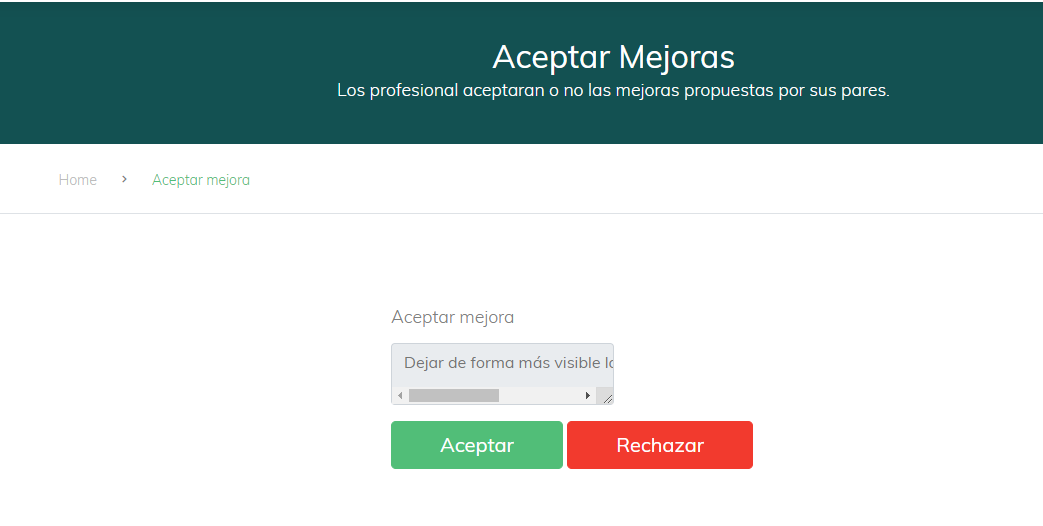 Aceptar Mejoras
Los profesional aceptaran o no las mejoras propuestas por sus pares.
Home > Aceptar mejora
Aceptar mejora
Dejar de forma más visible
Aceptar Rechazar